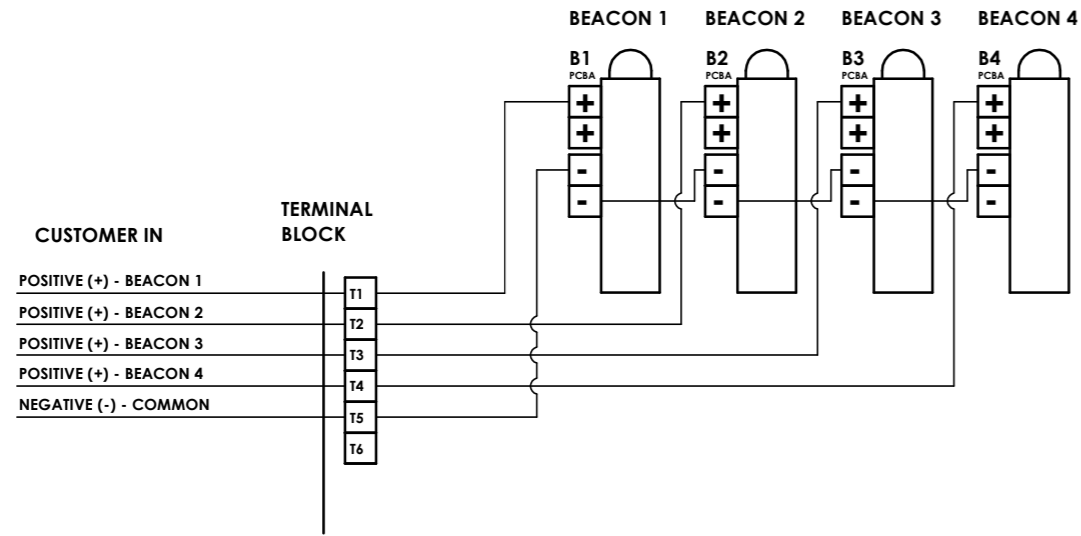 BEACON 1 BEACON 2 BEACON 3 BEACON 4
B1 B2 B3 B4
PCBA PCBA PCBA PCBA
+ + + +
+ + + +
- - - -
- - - -
TERMINAL
BLOCK
CUSTOMER IN
POSITIVE (+) - BEACON 1
T1
POSITIVE (+) - BEACON 2
T2
POSITIVE (+) - BEACON 3
T3
POSITIVE (+) - BEACON 4
T4
NEGATIVE (-) - COMMON
T5
T6